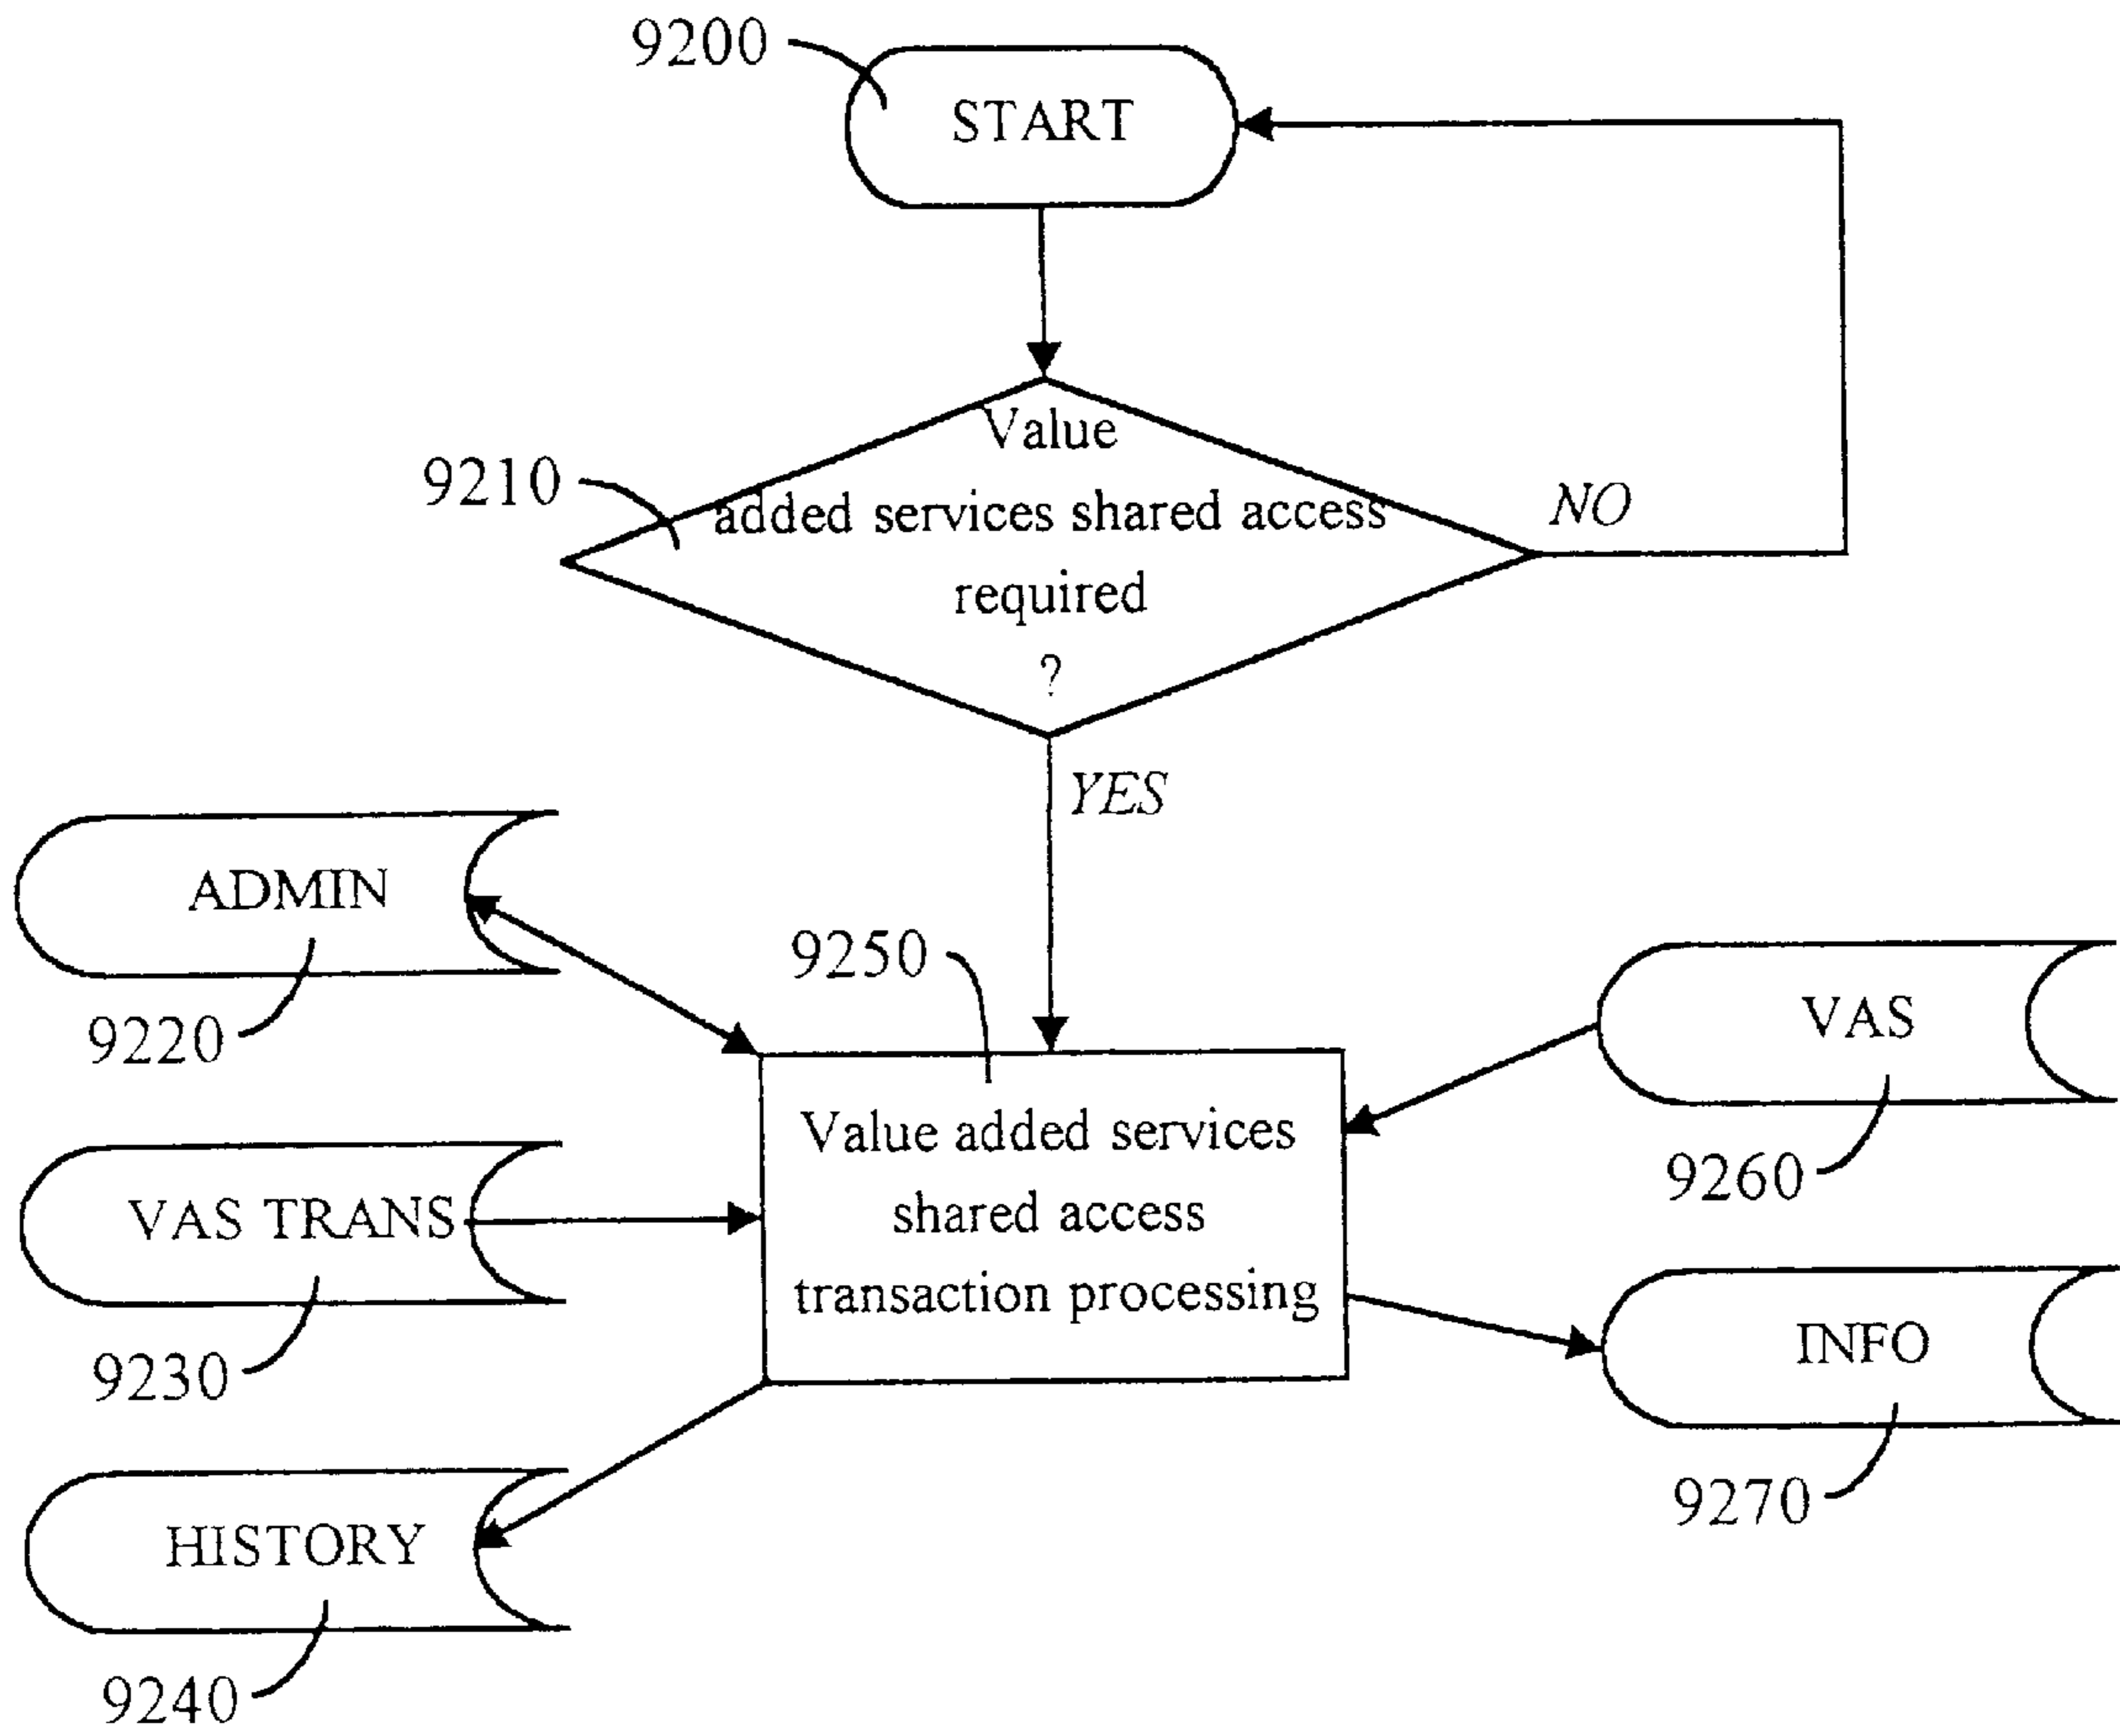 9200
START
Value
9210
added services shared access
NO
required
?
YES
ADMIN
9250
9220
VAS
Value added services
9260
VAS TRANS
shared access
transaction processing
9230
INFO
9270
HISTORY
9240